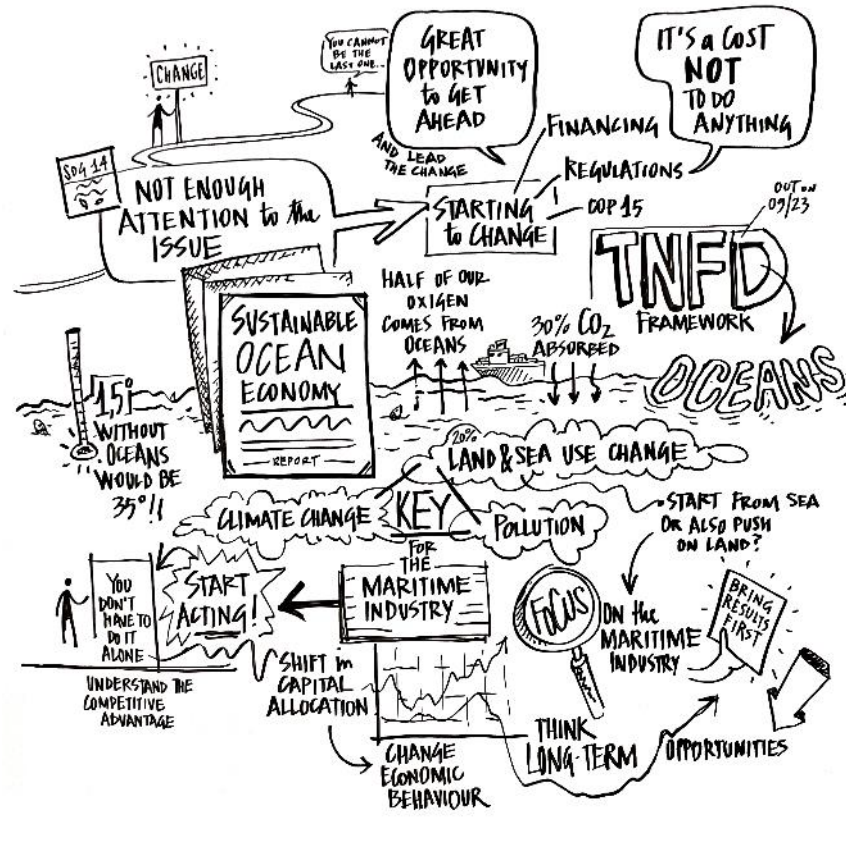 CHANGE
YOU CANNOT
BE THE
LAST ONE...
GREAT
OPPORTUNITY
to GET
AHEAD
AND LEAD
THE CHANGE
IT'S a COST
NOT
TO DO
ANYTHING
SDG 14
NOT ENOUGH
ATTENTION to the
ISSUE
STARTING
to CHANGE
FINANCING
REGULATIONS
COP 15
OUT on
09/23
TNFD
FRAMEWORK
OCEANS
SUSTAINABLE
OCEAN
ECONOMY
REPORT
HALF OF OUR
OXIGEN
COMES FROM
OCEANS
30% CO2
ABSORBED
1,5°
WITHOUT
OCEANS
WOULD BE
35°!!
20%
LAND & SEA USE CHANGE
CLIMATE CHANGE
KEY
POLLUTION
FOR
THE
MARITIME
INDUSTRY
START FROM SEA
OR ALSO PUSH
ON LAND?
YOU
DON'T
HAVE TO
DO IT
ALONE
START
ACTING!
UNDERSTAND THE
COMPETITIVE
ADVANTAGE
SHIFT in
CAPITAL
ALLOCATION
CHANGE
ECONOMIC
BEHAVIOUR
FOCUS
ON the
MARITIME
INDUSTRY
BRING
RESULTS
FIRST
THINK
LONG-TERM
OPPORTUNITIES